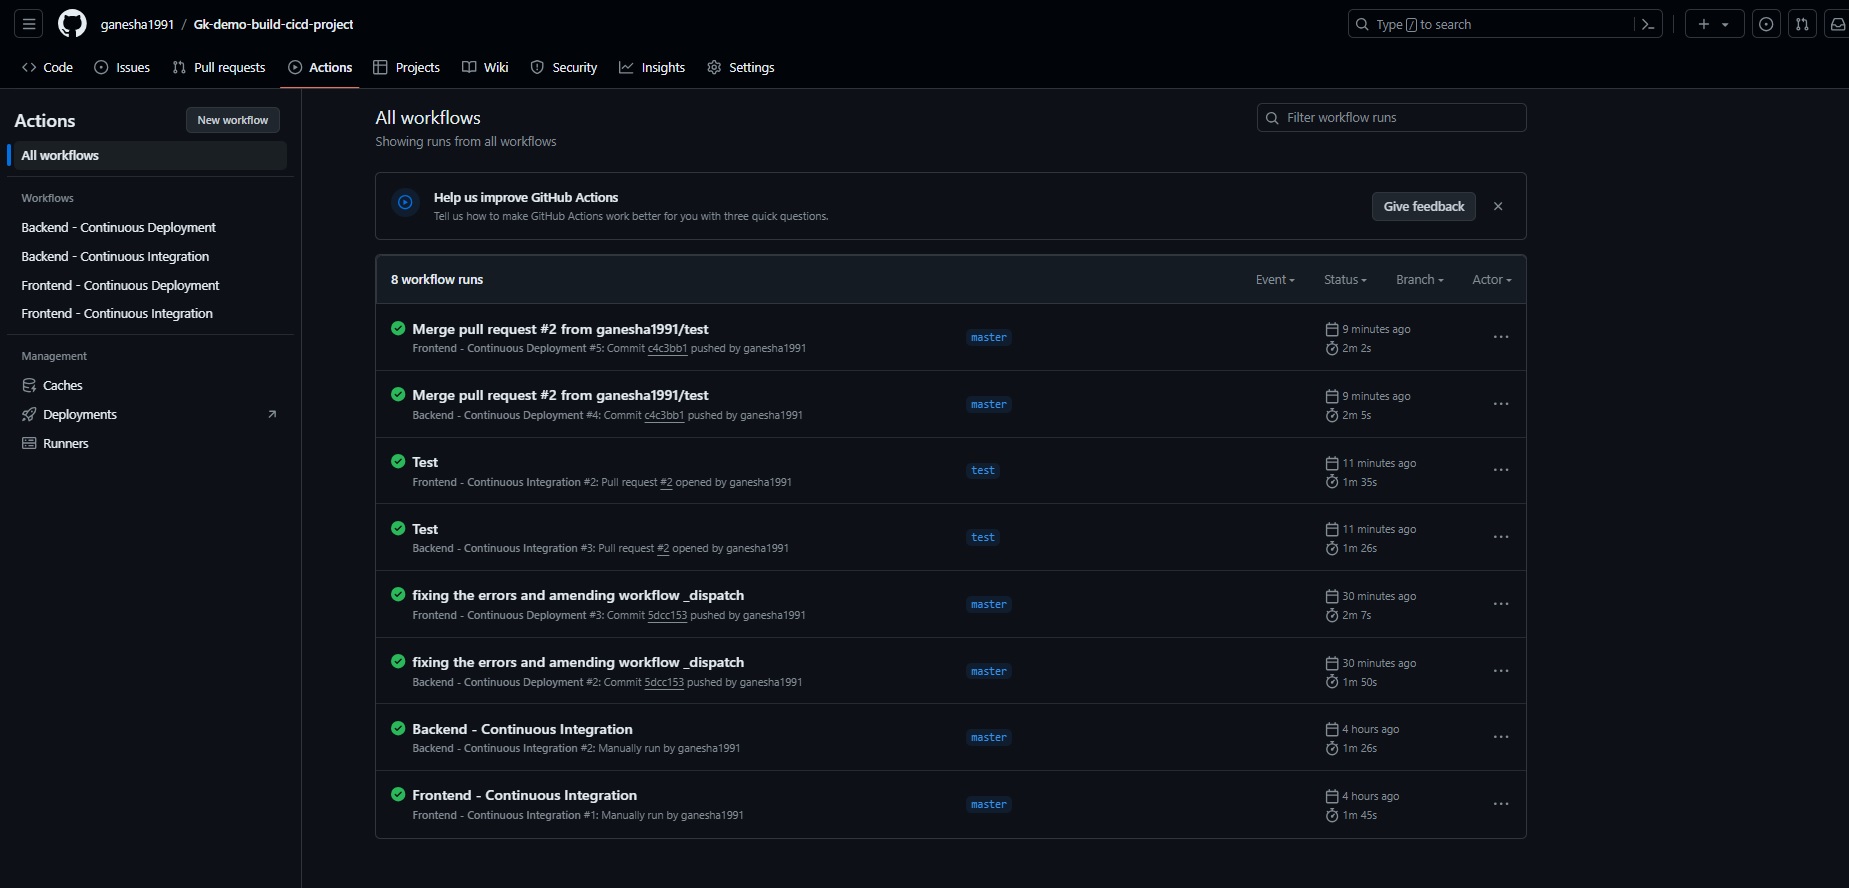 ganesha1991 / Gk-demo-build-cicd-project
Type / to search
Code Issues Pull requests Actions Projects Wiki Security Insights Settings
Actions
New workflow
All workflows
Workflows
Backend - Continuous Deployment
Backend - Continuous Integration
Frontend - Continuous Deployment
Frontend - Continuous Integration
Management
Caches
Deployments
Runners
All workflows
Showing runs from all workflows
Filter workflow runs
Help us improve GitHub Actions
Tell us how to make GitHub Actions work better for you with three quick questions.
Give feedback
8 workflow runs
Event Status Branch Actor
Merge pull request #2 from ganesha1991/test
Frontend - Continuous Deployment #5: Commit c4c3bb1 pushed by ganesha1991
master
9 minutes ago
2m 2s
Merge pull request #2 from ganesha1991/test
Backend - Continuous Deployment #4: Commit c4c3bb1 pushed by ganesha1991
master
9 minutes ago
2m 5s
Test
Frontend - Continuous Integration #2: Pull request #2 opened by ganesha1991
test
11 minutes ago
1m 35s
Test
Backend - Continuous Integration #3: Pull request #2 opened by ganesha1991
test
11 minutes ago
1m 26s
fixing the errors and amending workflow _dispatch
Frontend - Continuous Deployment #3: Commit 5dcc153 pushed by ganesha1991
master
30 minutes ago
2m 7s
fixing the errors and amending workflow _dispatch
Backend - Continuous Deployment #2: Commit 5dcc153 pushed by ganesha1991
master
30 minutes ago
1m 50s
Backend - Continuous Integration
Backend - Continuous Integration #2: Manually run by ganesha1991
master
4 hours ago
1m 26s
Frontend - Continuous Integration
Frontend - Continuous Integration #1: Manually run by ganesha1991
master
4 hours ago
1m 45s